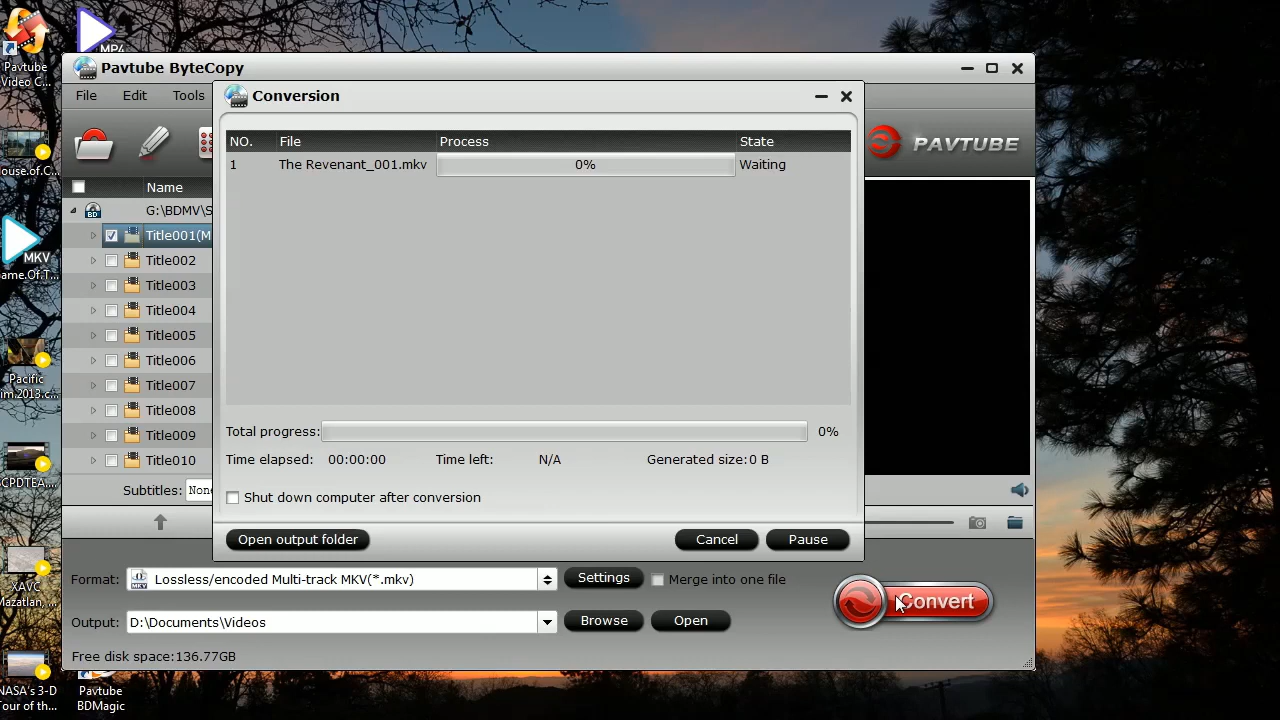 Pavtube
Video C...
MP4
ouse.of.C...
MKV
ame.Of.T...
Pacific
im.2013.c...
CPDTEA...
XAVC
Mazatlan, ...
NASA's 3-D
Tour of th...
Pavtube
BDMagic
Pavtube ByteCopy
File Edit Tools
PAVTUBE
Name
G:\BDMV\S
Title001(M
Title002
Title003
Title004
Title005
Title006
Title007
Title008
Title009
Title010
Subtitles: None
Conversion
NO. File Process State
1 The Revenant_001.mkv 0% Waiting
Total progress: 0%
Time elapsed: 00:00:00 Time left: N/A Generated size:0 B
Shut down computer after conversion
Open output folder Cancel Pause
Format: MKV Lossless/encoded Multi-track MKV(*.mkv) Settings Merge into one file
Convert
Output: D:\Documents\Videos Browse Open
Free disk space:136.77GB